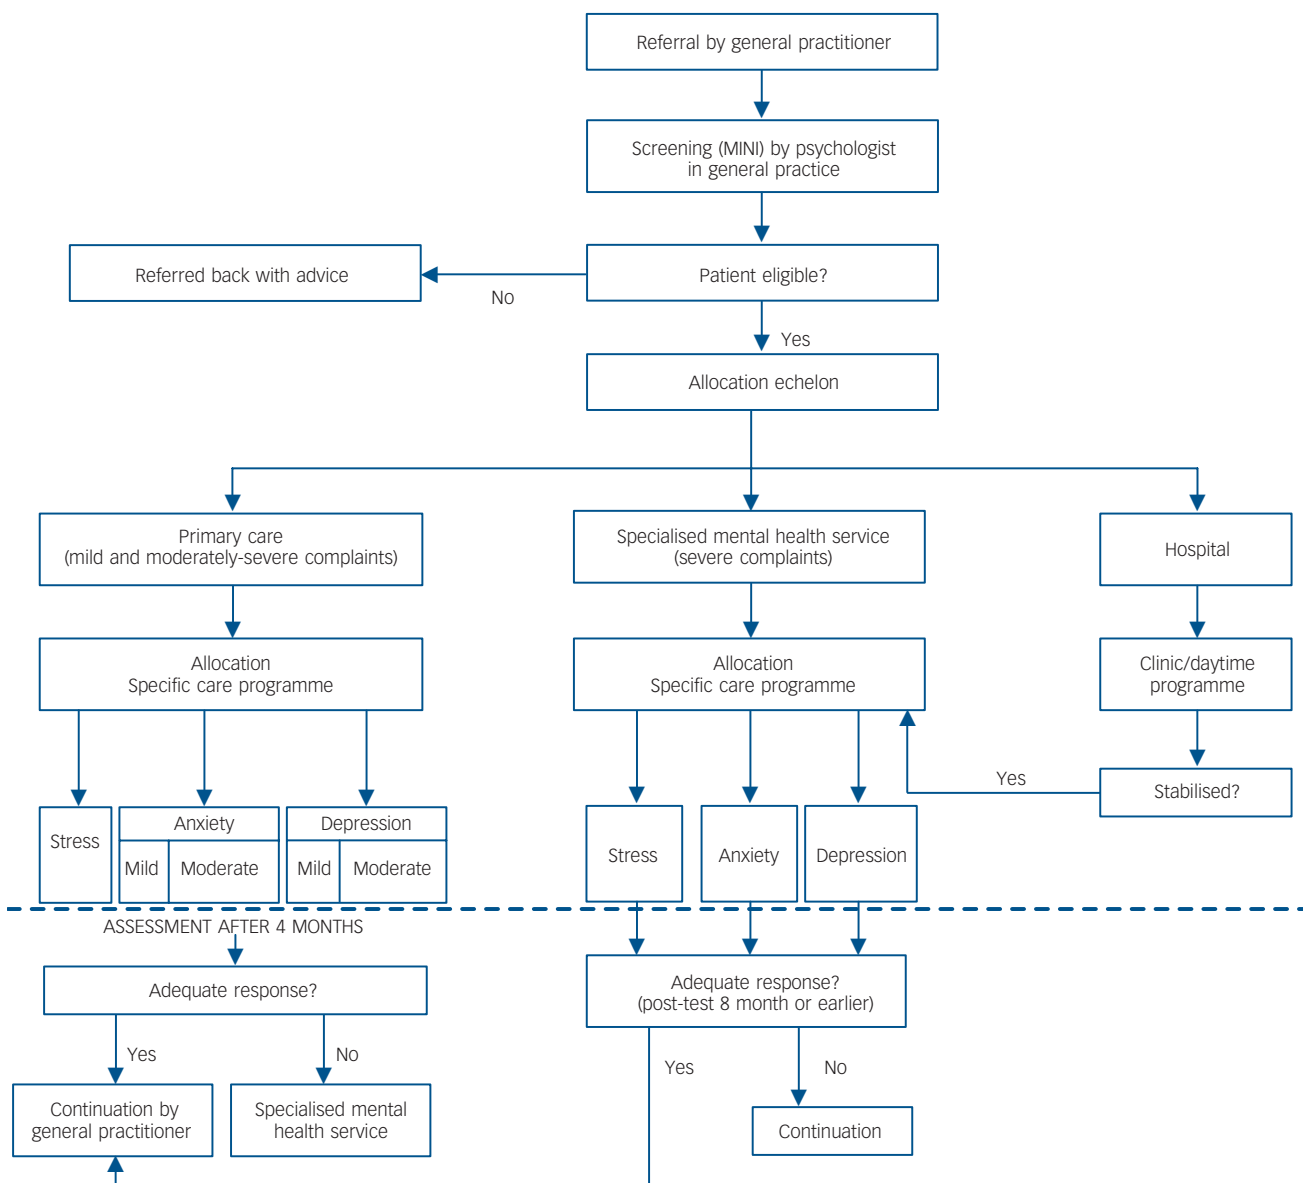 Referral by general practitioner
Screening (MINI) by psychologist
in general practice
Referred back with advice
No
Patient eligible?
Yes
Allocation echelon
Primary care
(mild and moderately-severe complaints)
Specialised mental health service
(severe complaints)
Hospital
Allocation
Specific care programme
Allocation
Specific care programme
Clinic/daytime
programme
Yes
Stabilised?
Stress
Anxiety
Mild
Moderate
Depression
Mild
Moderate
Stress
Anxiety
Depression
ASSESSMENT AFTER 4 MONTHS
Adequate response?
Yes
No
Continuation by
general practitioner
Specialised mental
health service
Adequate response?
(post-test 8 month or earlier)
Yes
No
Continuation